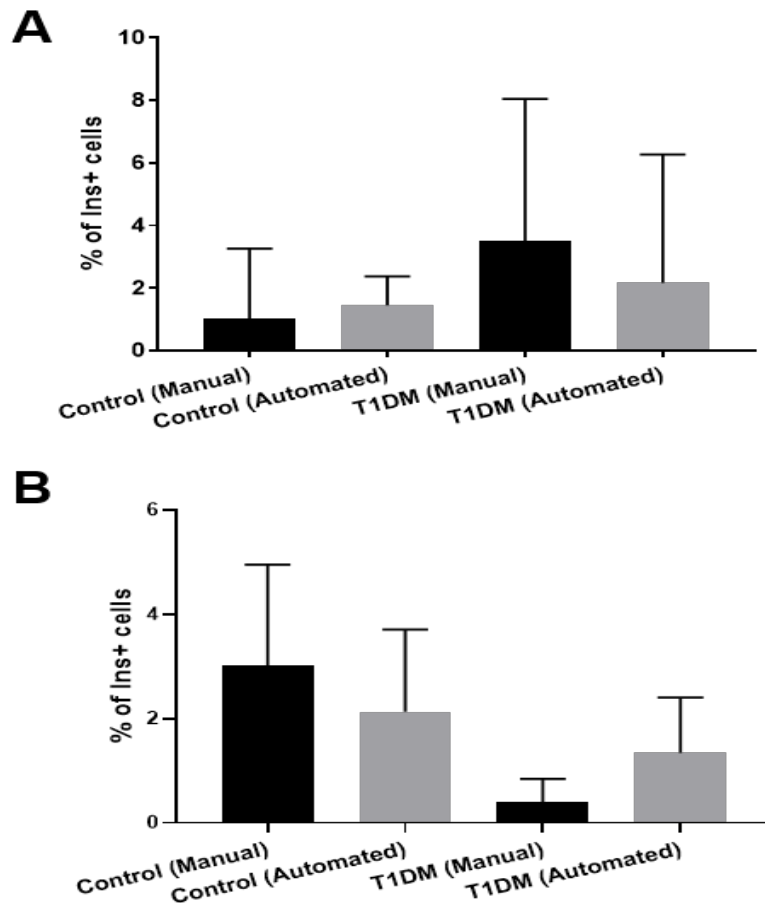 A
10
8
6
4
2
0
% of Ins+ cells
Control (Manual)
Control (Automated)
T1DM (Manual)
T1DM (Automated)
B
6
4
2
0
% of Ins+ cells
Control (Manual)
Control (Automated)
T1DM (Manual)
T1DM (Automated)